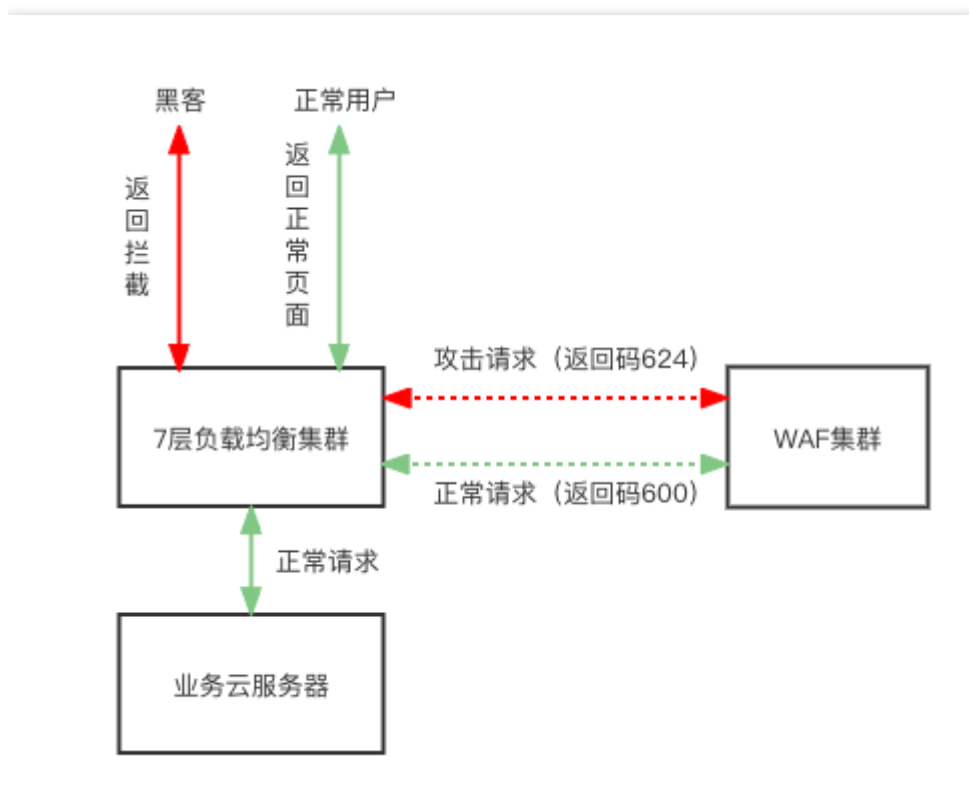 黑客
正常用户
返回拦截
返回正常页面
攻击请求（返回码624）
7层负载均衡集群
WAF集群
正常请求（返回码600）
正常请求
业务云服务器